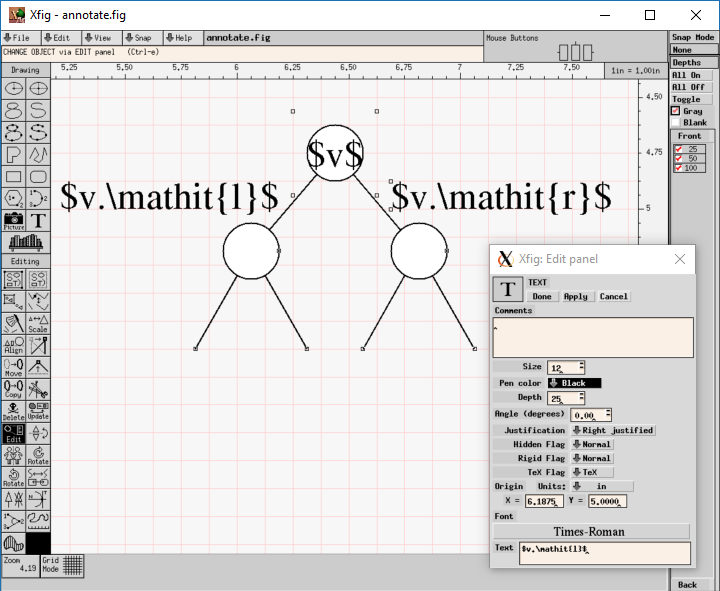 Xfig - annotate.fig
File Edit View Snap Help annotate.fig
Mouse Buttons
Snap Mode
CHANGE OBJECT via EDIT panel (Ctrl-e)
None
Drawing
5,25 5,5 5,75 6 6,25 6,5 6,75 7 7,25 7,50
1in = 1.00in
Depths
All On
All Off
Toggle
Gray
Blank
Front
25
50
100
4,50
4,75
5
$v$
$v.\mathit{l}$
$v.\mathit{r}$
Picture
T
Editing
Scale
Align
Move
Copy
Delete Update
Edit
Rotate
Rotate
Zoom
4.19
Grid
Mode
Back
Xfig: Edit panel
T
TEXT
Done Apply Cancel
Comments
Size 12
Pen color Black
Depth 25
Angle (degrees) 0.00
Justification Right justified
Hidden Flag Normal
Rigid Flag Normal
TeX Flag TeX
Origin Units: in
X = 6.1875 Y = 5.0000
Font
Times-Roman
Text $v.\mathit{l}$